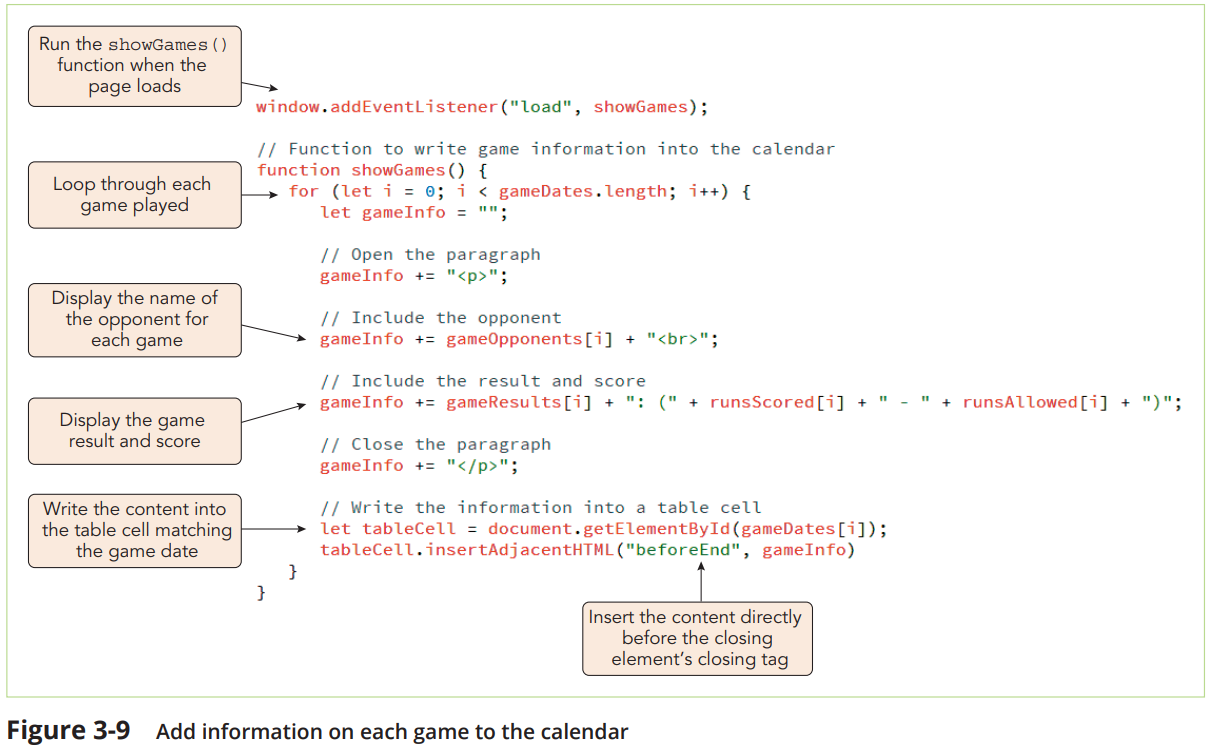 Run the showGames()
function when the
page loads
window.addEventListener("load", showGames);
// Function to write game information into the calendar
function showGames() {
Loop through each
game played
for (let i = 0; i < gameDates.length; i++) {
let gameInfo = "";
// Open the paragraph
gameInfo += "<p>";
Display the name of
the opponent for
each game
// Include the opponent
gameInfo += gameOpponents[i] + "<br>";
// Include the result and score
gameInfo += gameResults[i] + ": (" + runsScored[i] + " - " + runsAllowed[i] + ")";
Display the game
result and score
// Close the paragraph
gameInfo += "</p>";
Write the content into
the table cell matching
the game date
// Write the information into a table cell
let tableCell = document.getElementById(gameDates[i]);
tableCell.insertAdjacentHTML("beforeEnd", gameInfo)
}
}
Insert the content directly
before the closing
element's closing tag
Figure 3-9 Add information on each game to the calendar